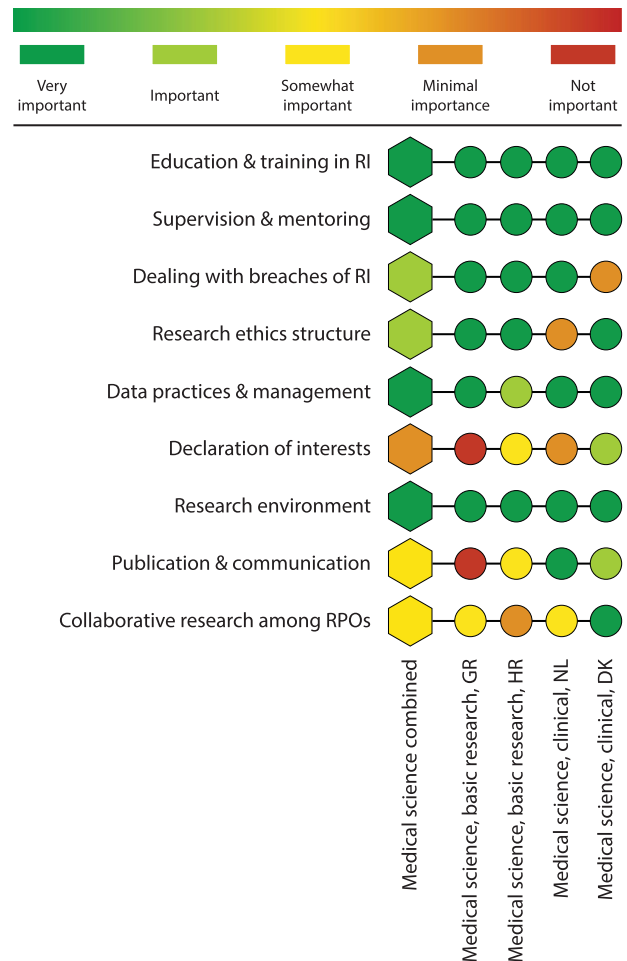 Very
important
Important
Somewhat
important
Minimal
importance
Not
important
Education & training in RI
Supervision & mentoring
Dealing with breaches of RI
Research ethics structure
Data practices & management
Declaration of interests
Research environment
Publication & communication
Collaborative research among RPOs
Medical science combined
Medical science, basic research, GR
Medical science, basic research, HR
Medical science, clinical, NL
Medical science, clinical, DK